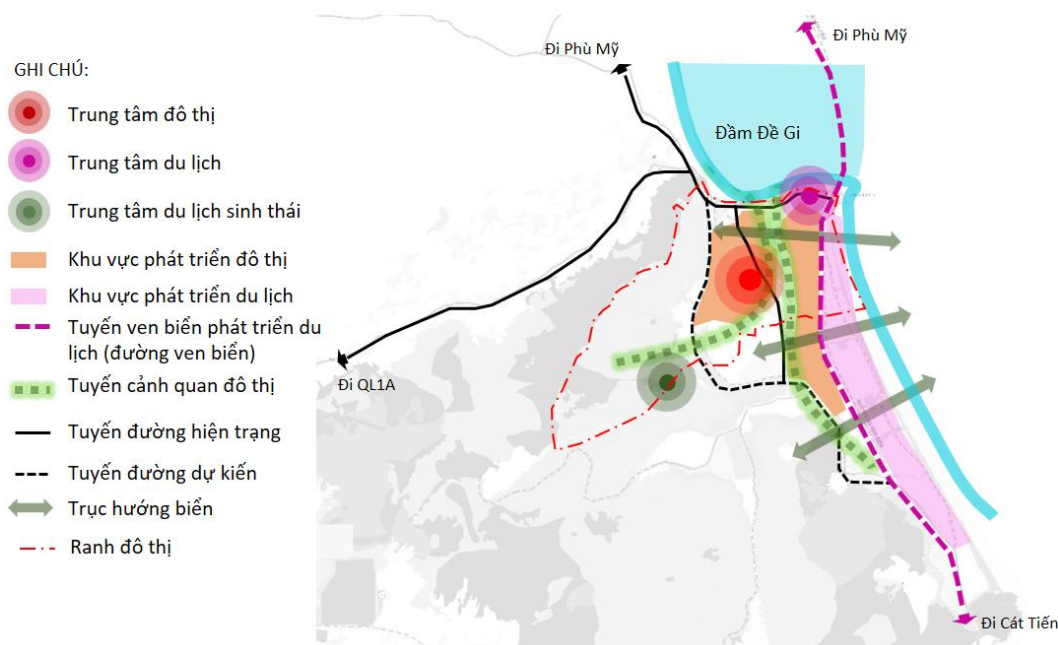 GHI CHÚ:
Trung tâm đô thị
Trung tâm du lịch
Trung tâm du lịch sinh thái
Khu vực phát triển đô thị
Khu vực phát triển du lịch
Tuyến ven biển phát triển du
lịch (đường ven biển)
Tuyến cảnh quan đô thị
Tuyến đường hiện trạng
Tuyến đường dự kiến
Trục hướng biển
Ranh đô thị
Đi Phù Mỹ
Đi Phù Mỹ
Đầm Đề Gi
Đi QL1A
Đi Cát Tiến